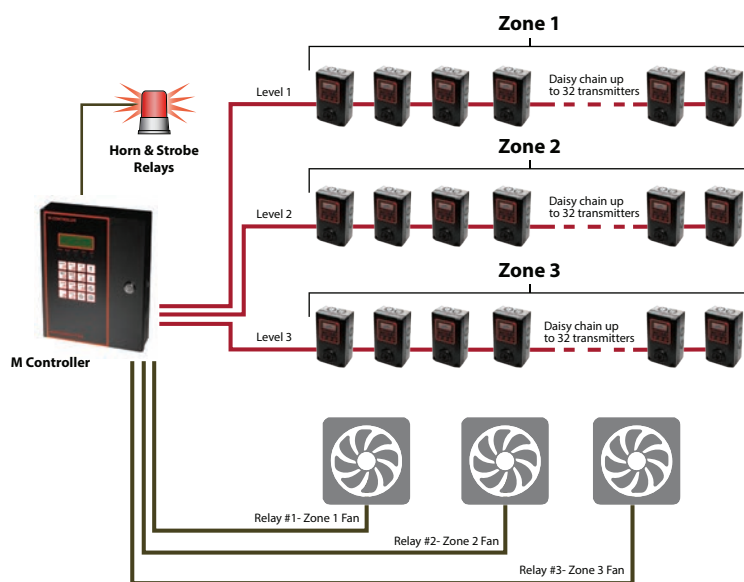 Zone 1
Level 1
Daisy chain up
to 32 transmitters
Horn & Strobe
Relays
Zone 2
Level 2
Daisy chain up
to 32 transmitters
Zone 3
Level 3
Daisy chain up
to 32 transmitters
M Controller
Relay #1- Zone 1 Fan
Relay #2- Zone 2 Fan
Relay #3- Zone 3 Fan